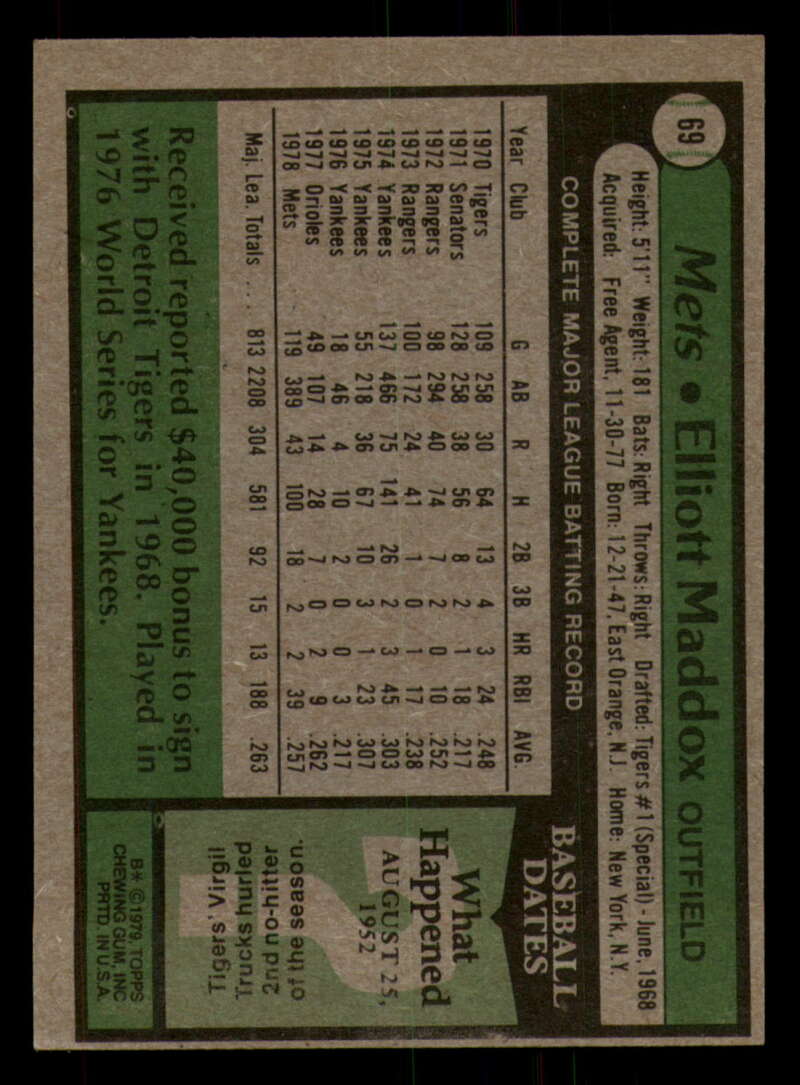 69
Mets • Elliott Maddox OUTFIELD
Height: 5'11" Weight: 181 Bats: Right Throws: Right Drafted: Tigers #1 (Special) - June, 1968
Acquired: Free Agent, 11-30-77 Born: 12-21-47, East Orange, N.J. Home: New York, N.Y.
COMPLETE MAJOR LEAGUE BATTING RECORD
Year Club G AB R H 2B 3B HR RBI AVG.
1970 Tigers 109 258 30 64 13 4 3 24 .248
1971 Senators 128 258 38 56 8 2 1 18 .217
1972 Rangers 98 294 40 74 7 2 0 10 .252
1973 Rangers 100 172 24 41 1 0 1 17 .238
1974 Yankees 137 466 75 141 26 2 3 45 .303
1975 Yankees 55 218 36 67 10 3 1 23 .307
1976 Yankees 18 46 4 10 2 0 0 3 .217
1977 Orioles 49 107 14 28 7 0 2 9 .262
1978 Mets 119 389 43 100 18 2 2 39 .257
Maj. Lea. Totals .... 813 2208 304 581 92 15 13 188 .263
Received reported $40,000 bonus to sign
with Detroit Tigers in 1968. Played in
1976 World Series for Yankees.
BASEBALL
DATES
What
Happened
AUGUST 25,
1952
?
Tigers' Virgil
Trucks hurled
2nd no-hitter
of the season.
B* ©1979, TOPPS
CHEWING GUM, INC.
PRTD. IN U.S.A.